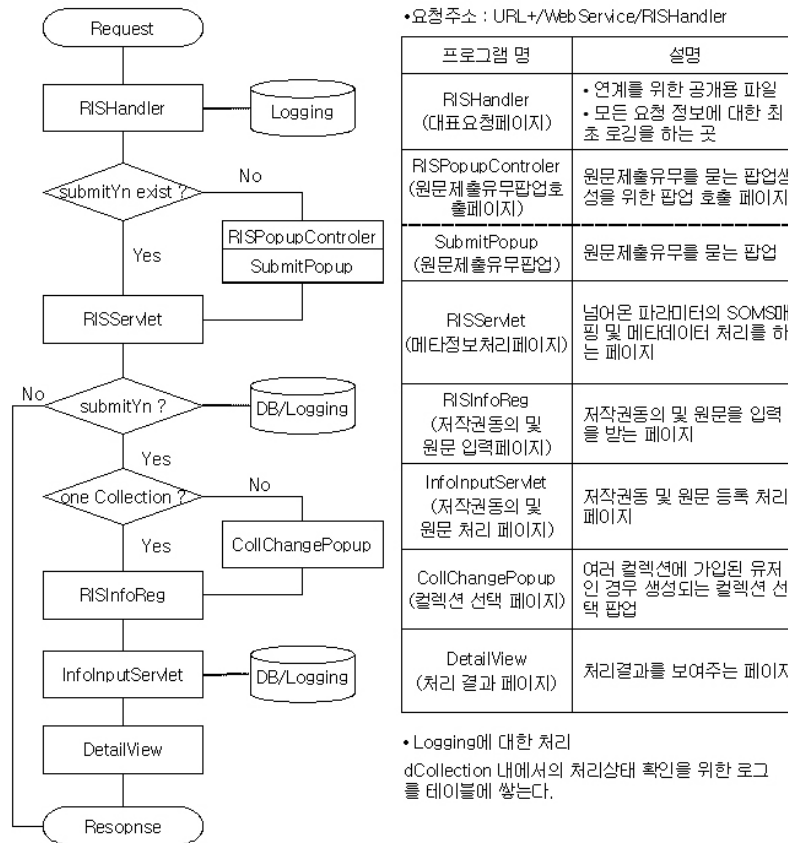 Request
RISHandler
Logging
submitYn exist ?
No
Yes
RISPopupControler
SubmitPopup
RISServlet
No
submitYn ?
DB/Logging
Yes
one Collection ?
No
Yes
CollChangePopup
RISInfoReg
InfoInputServlet
DB/Logging
DetailView
Resopnse
•요청주소 : URL+/WebService/RISHandler
프로그램 명
설명
RISHandler
(대표요청페이지)
• 연계를 위한 공개용 파일
• 모든 요청 정보에 대한 최
초 로깅을 하는 곳
RISPopupControler
(원문제출유무팝업호
출페이지)
원문제출유무를 묻는 팝업생
성을 위한 팝업 호출 페이지
SubmitPopup
(원문제출유무팝업)
원문제출유무를 묻는 팝업
RISServlet
(메타정보처리페이지)
넘어온 파라미터의 SOMS매
핑 및 메타데이터 처리를 하
는 페이지
RISInfoReg
(저작권동의 및
원문 입력페이지)
저작권동의 및 원문을 입력
을 받는 페이지
InfoInputServlet
(저작권동의 및
원문 처리 페이지)
저작권동 및 원문 등록 처리
페이지
CollChangePopup
(컬렉션 선택 페이지)
여러 컬렉션에 가입된 유저
인 경우 생성되는 컬렉션 선
택 팝업
DetailView
(처리 결과 페이지)
처리결과를 보여주는 페이지
• Logging에 대한 처리
dCollection 내에서의 처리상태 확인을 위한 로그
를 테이블에 쌓는다.